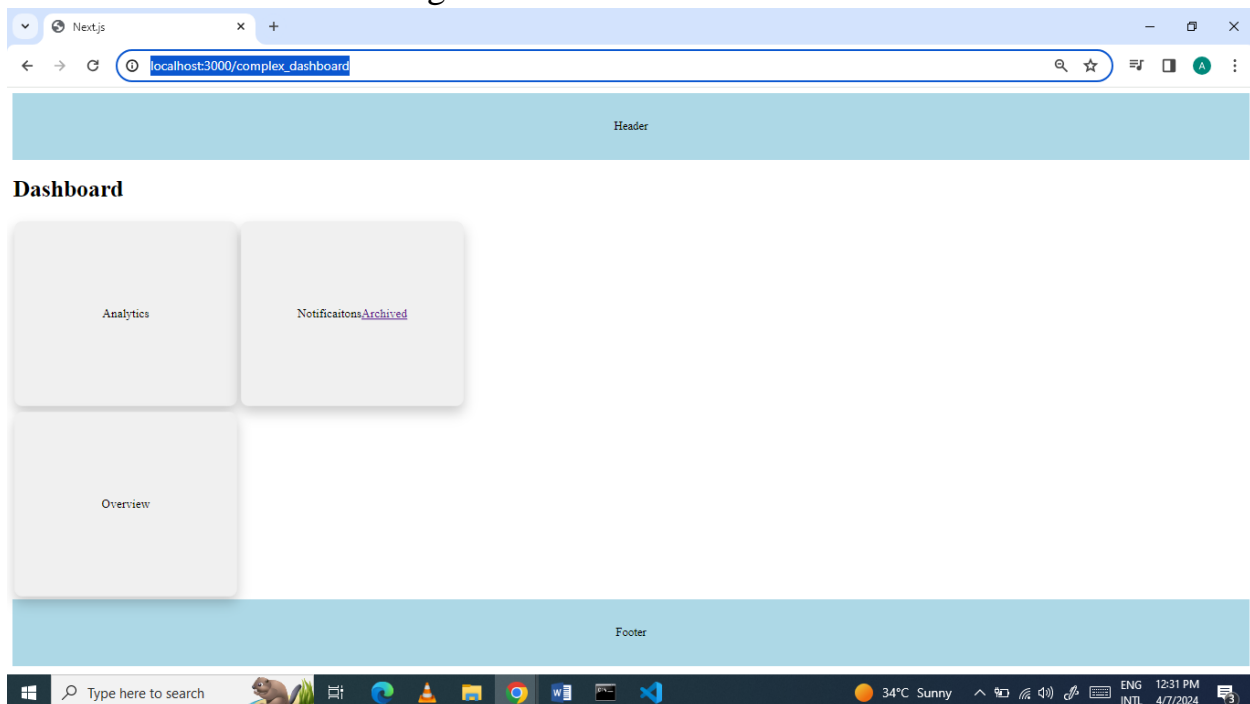 Next.js
localhost:3000/complex_dashboard
A
Header
Dashboard
Analytics
NotificaitonsArchived
Overview
Footer
Type here to search
34°C Sunny
ENG
INTL
12:31 PM
4/7/2024
3